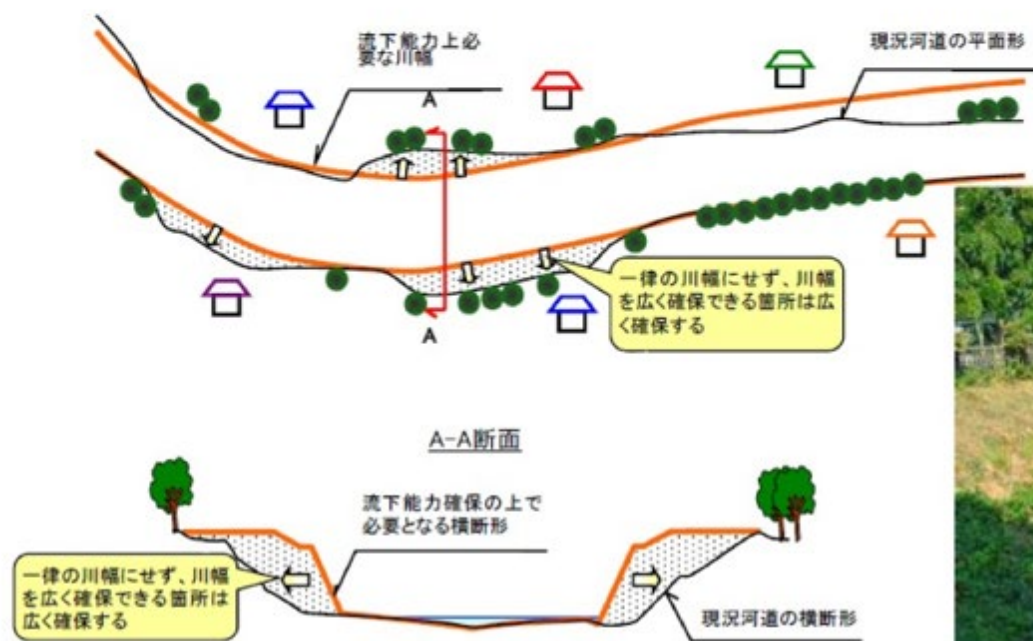 流下能力上必
要な川幅
現況河道の平面形
A
一律の川幅にせず、川幅
を広く確保できる箇所は広
く確保する
A
A-A断面
流下能力確保の上で
必要となる横断形
一律の川幅にせず、川幅
を広く確保できる箇所は
広く確保する
現況河道の横断形